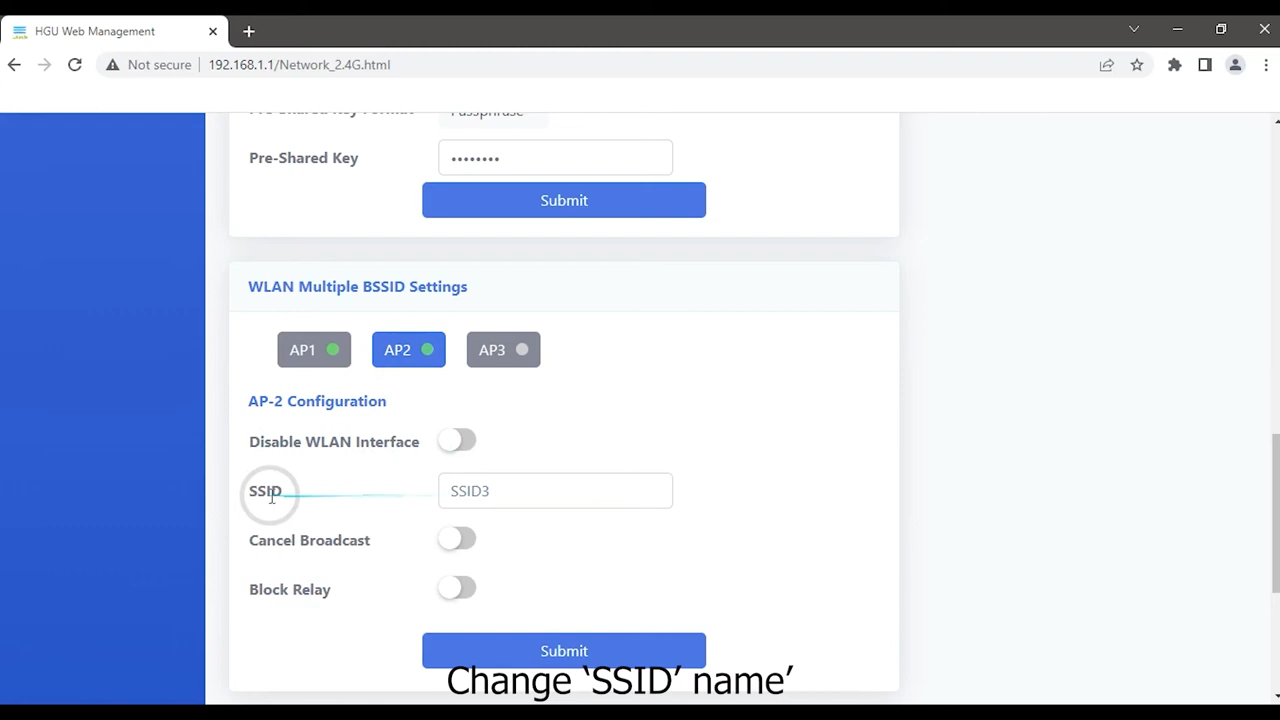 HGU Web Management
Not secure
192.168.1.1/Network_2.4G.html
Pre-Shared Key Format
Passphrase
Pre-Shared Key
••••••••
Submit
WLAN Multiple BSSID Settings
AP1
AP2
AP3
AP-2 Configuration
Disable WLAN Interface
SSID
SSID3
Cancel Broadcast
Block Relay
Submit
Change ‘SSID’ name’